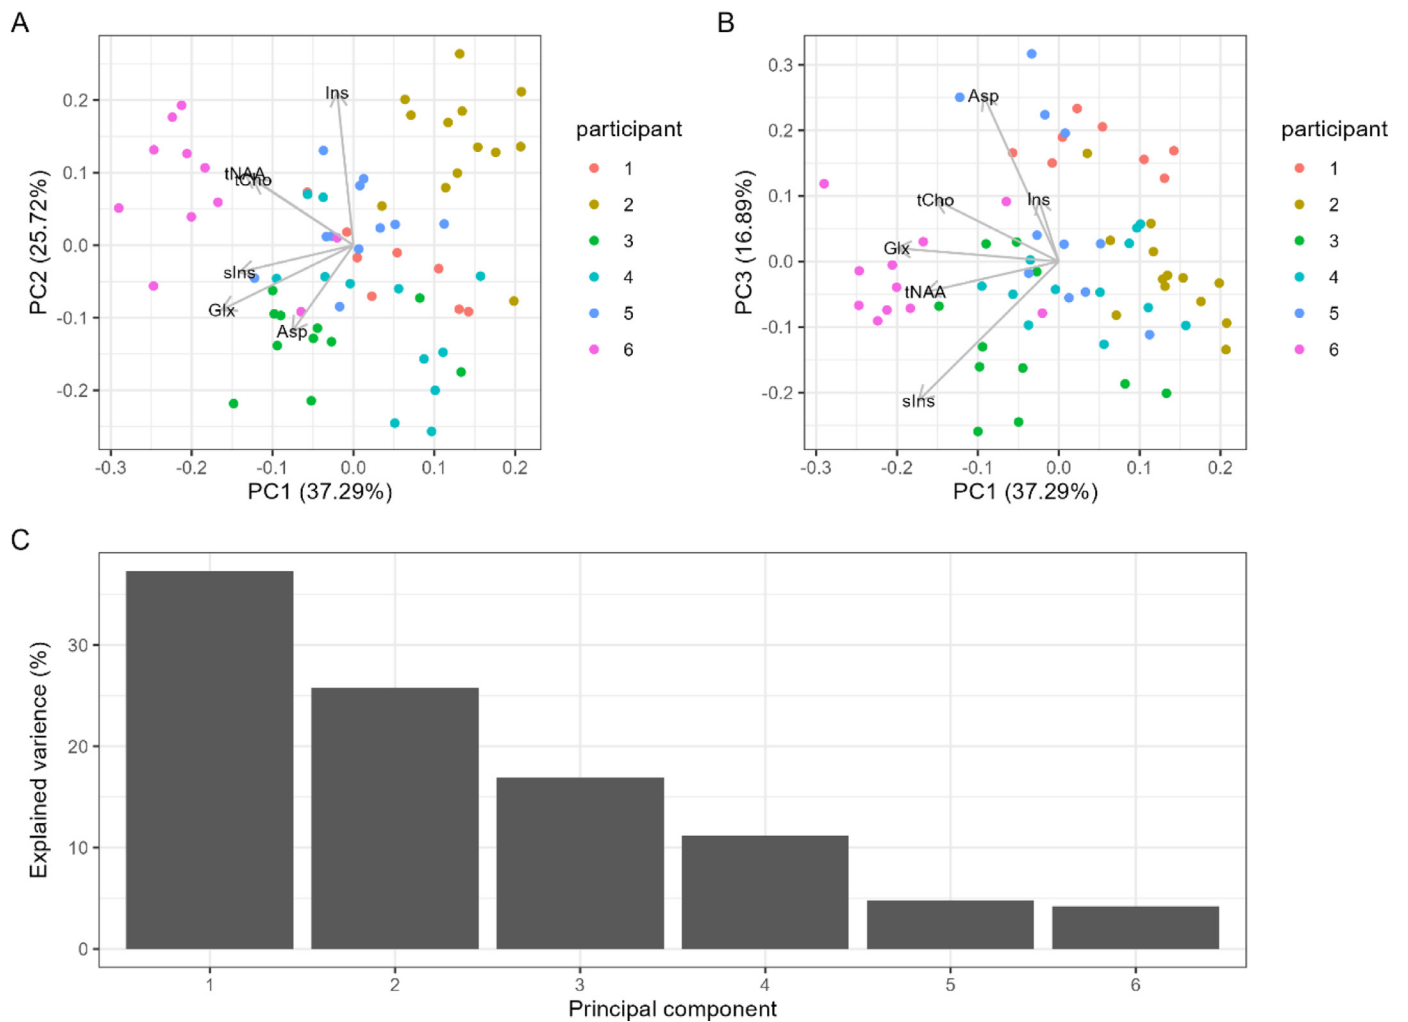 A
PC2 (25.72%)
0.2
0.1
0.0
-0.1
-0.2
Ins
tNAA
tCho
sIns
Glx
Asp
-0.3
-0.2
-0.1
0.0
0.1
0.2
PC1 (37.29%)
participant
1
2
3
4
5
6
B
PC3 (16.89%)
0.3
0.2
0.1
0.0
-0.1
-0.2
Asp
tCho
Ins
Glx
tNAA
sIns
-0.3
-0.2
-0.1
0.0
0.1
0.2
PC1 (37.29%)
participant
1
2
3
4
5
6
C
Explained varience (%)
30
20
10
0
1
2
3
4
5
6
Principal component